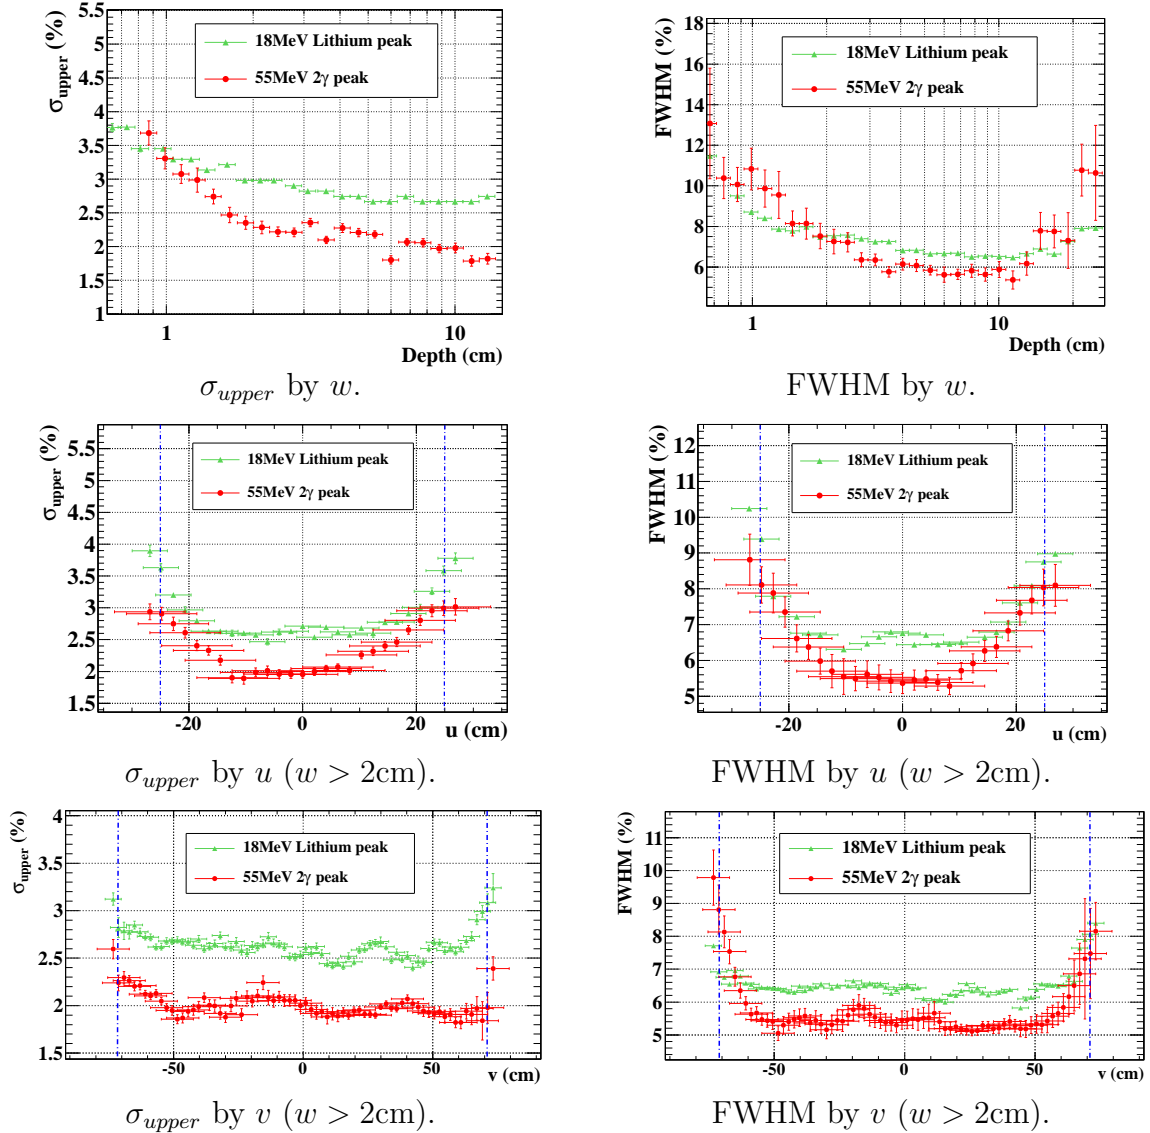 σupper (%)
5.5
5
4.5
4
3.5
3
2.5
2
1.5
1
18MeV Lithium peak
55MeV 2γ peak
1
10
Depth (cm)
σupper by w.
FWHM (%)
18
16
14
12
10
8
6
18MeV Lithium peak
55MeV 2γ peak
1
10
Depth (cm)
FWHM by w.
σupper (%)
5.5
5
4.5
4
3.5
3
2.5
2
1.5
18MeV Lithium peak
55MeV 2γ peak
-20
0
20
u (cm)
σupper by u (w > 2cm).
FWHM (%)
12
11
10
9
8
7
6
5
18MeV Lithium peak
55MeV 2γ peak
-20
0
20
u (cm)
FWHM by u (w > 2cm).
σupper (%)
4
3.5
3
2.5
2
1.5
18MeV Lithium peak
55MeV 2γ peak
-50
0
50
v (cm)
σupper by v (w > 2cm).
FWHM (%)
11
10
9
8
7
6
5
18MeV Lithium peak
55MeV 2γ peak
-50
0
50
v (cm)
FWHM by v (w > 2cm).